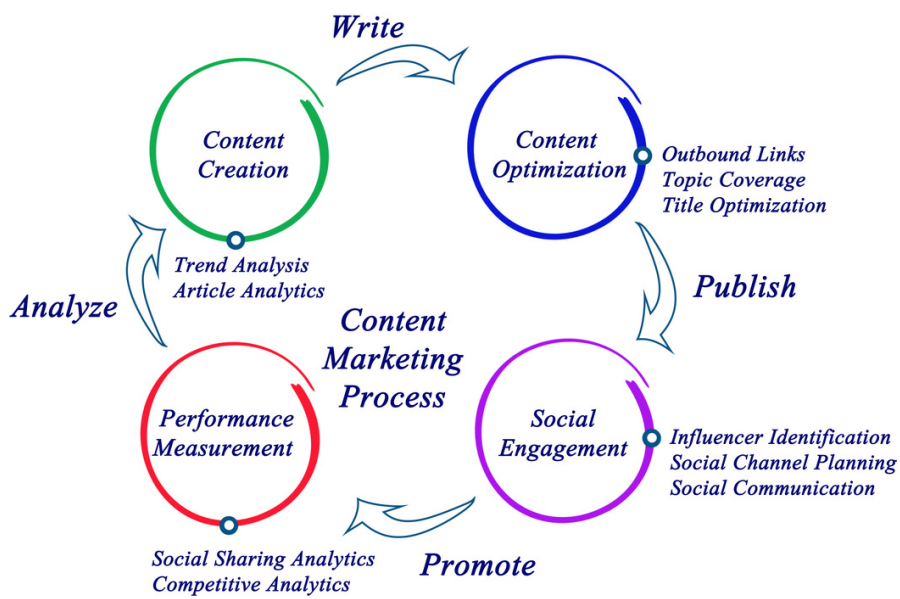 Write
Content
Creation
Content
Optimization
Outbound Links
Topic Coverage
Title Optimization
Trend Analysis
Article Analytics
Analyze
Publish
Content
Marketing
Process
Performance
Measurement
Social
Engagement
Influencer Identification
Social Channel Planning
Social Communication
Social Sharing Analytics
Competitive Analytics
Promote